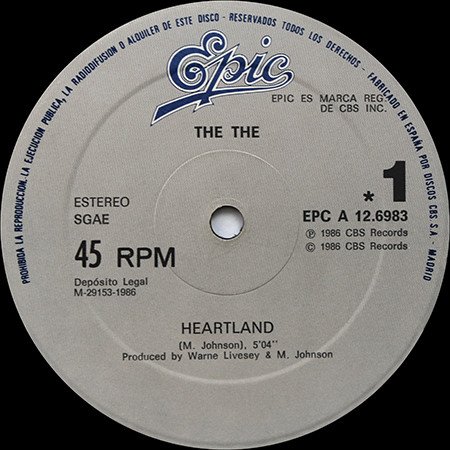 PROHIBIDA LA REPRODUCCION, LA EJECUCION PUBLICA, LA RADIODIFUSION O ALQUILER DE ESTE DISCO - RESERVADOS TODOS LOS DERECHOS - FABRICADO EN ESPAÑA POR DISCOS CBS S.A. - MADRID
Epic
EPIC ES MARCA REG.
DE CBS INC.
THE THE
ESTEREO
SGAE
* 1
EPC A 12.6983
45 RPM
Ⓟ 1986 CBS Records
© 1986 CBS Records
Depósito Legal
M-29153-1986
HEARTLAND
(M. Johnson), 5'04''
Produced by Warne Livesey & M. Johnson